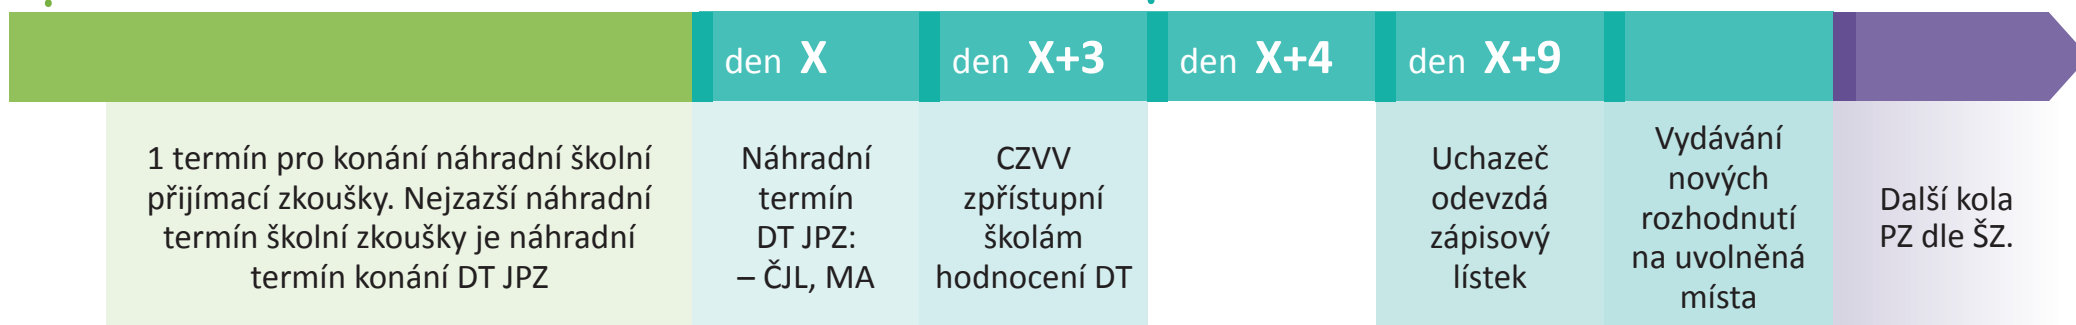 den X
den X+3
den X+4
den X+9
1 termín pro konání náhradní školní
přijímací zkoušky. Nejzazší náhradní
termín školní zkoušky je náhradní
termín konání DT JPZ
Náhradní
termín
DT JPZ:
– ČJL, MA
CZVV
zpřístupní
školám
hodnocení DT
Uchazeč
odevzdá
zápisový
lístek
Vydávání
nových
rozhodnutí
na uvolněná
místa
Další kola
PZ dle ŠZ.